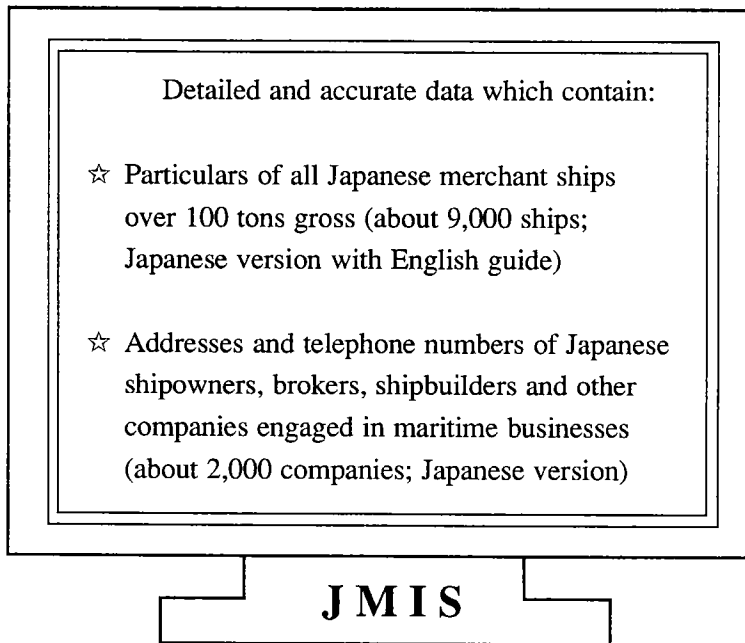 Detailed and accurate data which contain:
☆ Particulars of all Japanese merchant ships
over 100 tons gross (about 9,000 ships;
Japanese version with English guide)
☆ Addresses and telephone numbers of Japanese
shipowners, brokers, shipbuilders and other
companies engaged in maritime businesses
(about 2,000 companies; Japanese version)
JMIS